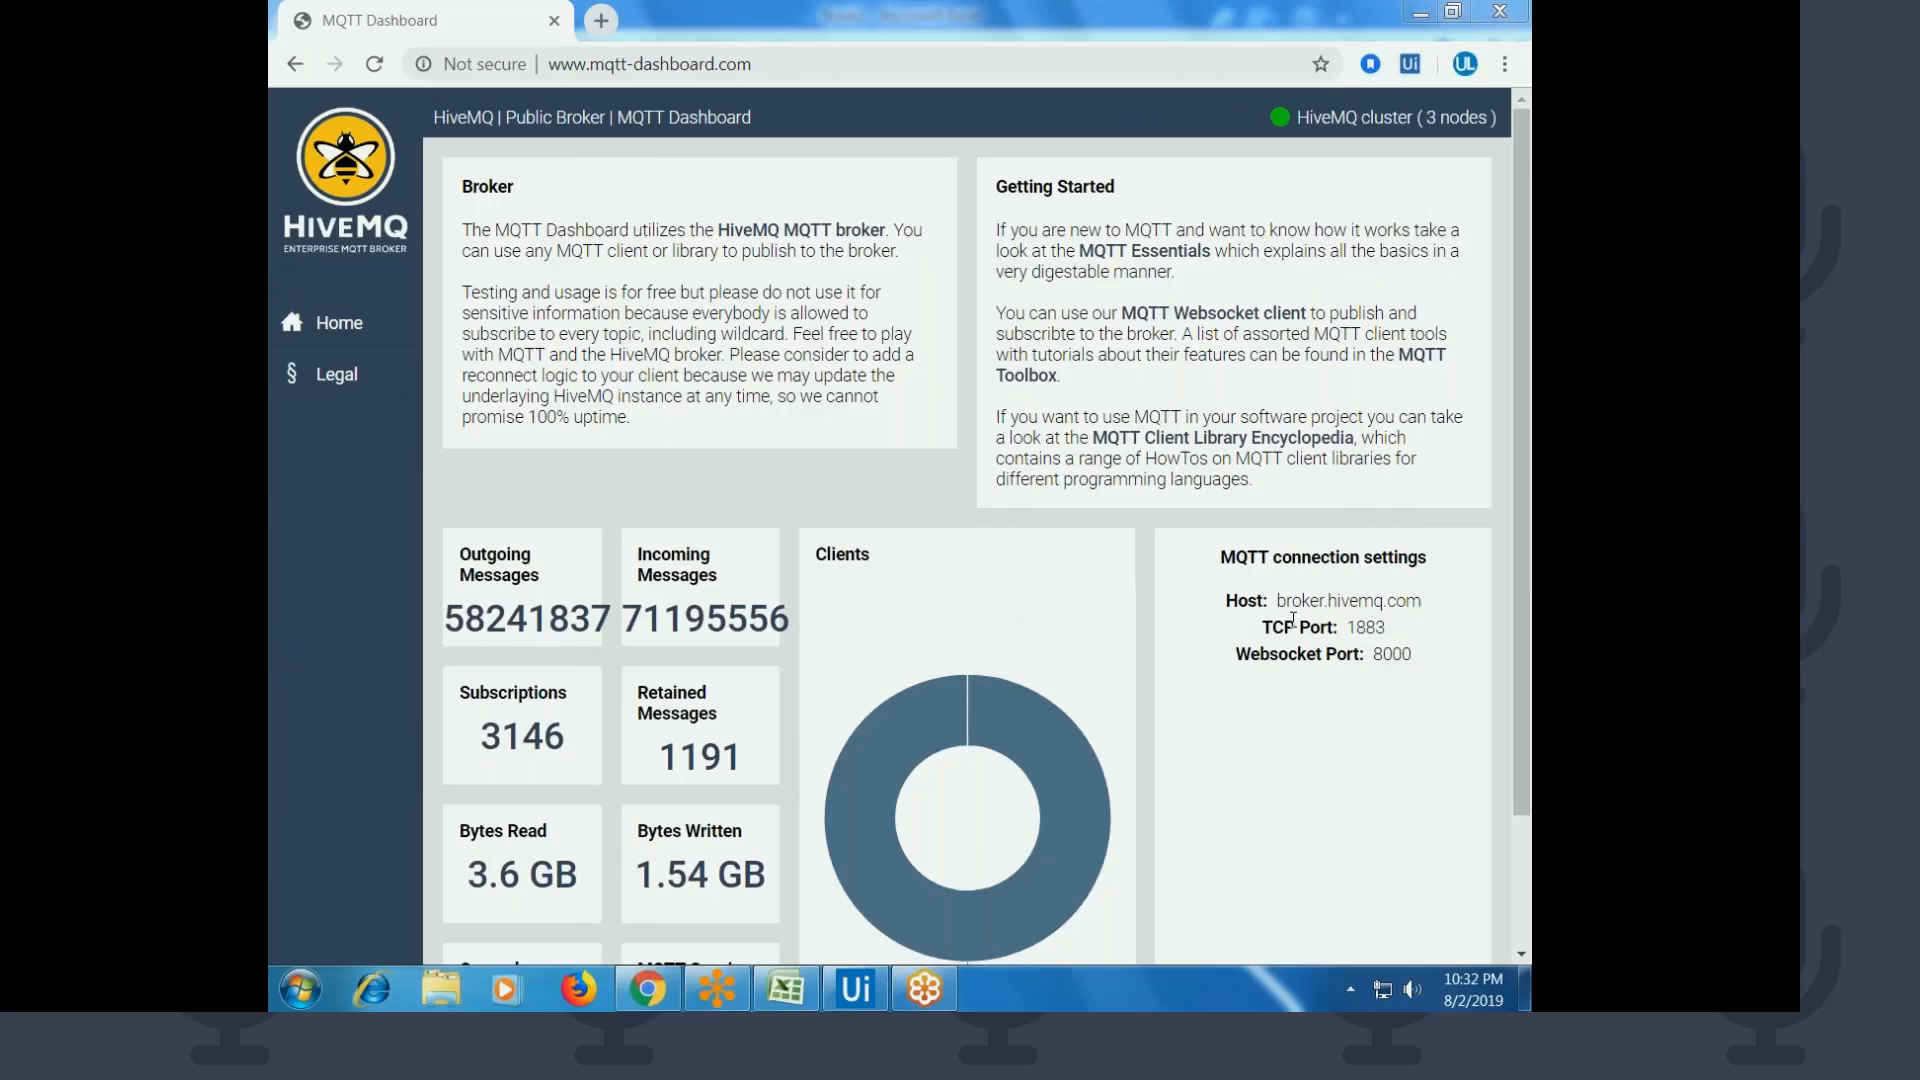 MQTT Dashboard
Not secure | www.mqtt-dashboard.com
Ui
UL
HiveMQ | Public Broker | MQTT Dashboard
HiveMQ cluster ( 3 nodes )
HIVEMQ
ENTERPRISE MQTT BROKER
Home
§ Legal
Broker
The MQTT Dashboard utilizes the HiveMQ MQTT broker. You
can use any MQTT client or library to publish to the broker.
Testing and usage is for free but please do not use it for
sensitive information because everybody is allowed to
subscribe to every topic, including wildcard. Feel free to play
with MQTT and the HiveMQ broker. Please consider to add a
reconnect logic to your client because we may update the
underlaying HiveMQ instance at any time, so we cannot
promise 100% uptime.
Getting Started
If you are new to MQTT and want to know how it works take a
look at the MQTT Essentials which explains all the basics in a
very digestable manner.
You can use our MQTT Websocket client to publish and
subscribte to the broker. A list of assorted MQTT client tools
with tutorials about their features can be found in the MQTT
Toolbox.
If you want to use MQTT in your software project you can take
a look at the MQTT Client Library Encyclopedia, which
contains a range of HowTos on MQTT client libraries for
different programming languages.
Outgoing
Messages
58241837
Incoming
Messages
71195556
Subscriptions
3146
Retained
Messages
1191
Bytes Read
3.6 GB
Bytes Written
1.54 GB
Clients
MQTT connection settings
Host: broker.hivemq.com
TCP Port: 1883
Websocket Port: 8000
Ui
10:32 PM
8/2/2019